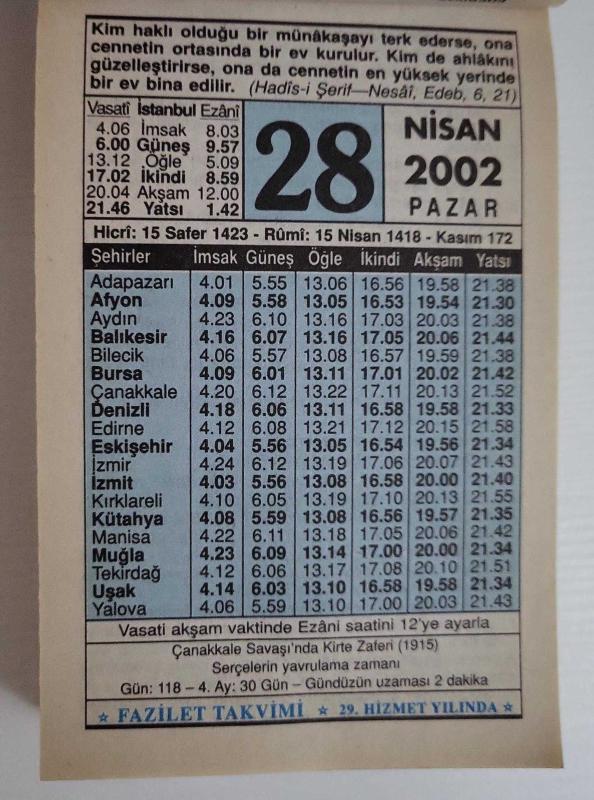 Kim haklı olduğu bir münâkaşayı terk ederse, ona
cennetin ortasında bir ev kurulur. Kim de ahlâkını
güzelleştirirse, ona da cennetin en yüksek yerinde
bir ev bina edilir. (Hadîs-i Şerif—Nesâî, Edeb, 6, 21)
Vasatî İstanbul Ezânî
4.06 İmsak 8.03
6.00 Güneş 9.57
13.12 Öğle 5.09
17.02 İkindi 8.59
20.04 Akşam 12.00
21.46 Yatsı 1.42
28
NİSAN
2002
PAZAR
Hicrî: 15 Safer 1423 - Rûmî: 15 Nisan 1418 - Kasım 172
Şehirler İmsak Güneş Öğle İkindi Akşam Yatsı
Adapazarı 4.01 5.55 13.06 16.56 19.58 21.38
Afyon 4.09 5.58 13.05 16.53 19.54 21.30
Aydın 4.23 6.10 13.16 17.03 20.03 21.38
Balıkesir 4.16 6.07 13.16 17.05 20.06 21.44
Bilecik 4.06 5.57 13.08 16.57 19.59 21.38
Bursa 4.09 6.01 13.11 17.01 20.02 21.42
Çanakkale 4.20 6.12 13.22 17.11 20.13 21.52
Denizli 4.18 6.06 13.11 16.58 19.58 21.33
Edirne 4.12 6.08 13.21 17.12 20.15 21.58
Eskişehir 4.04 5.56 13.05 16.54 19.56 21.34
İzmir 4.24 6.12 13.19 17.06 20.07 21.43
İzmit 4.03 5.56 13.08 16.58 20.00 21.40
Kırklareli 4.10 6.05 13.19 17.10 20.13 21.55
Kütahya 4.08 5.59 13.08 16.56 19.57 21.35
Manisa 4.22 6.11 13.18 17.05 20.06 21.42
Muğla 4.23 6.09 13.14 17.00 20.00 21.34
Tekirdağ 4.12 6.06 13.17 17.08 20.10 21.51
Uşak 4.14 6.03 13.10 16.58 19.58 21.34
Yalova 4.06 5.59 13.10 17.00 20.03 21.43
Vasati akşam vaktinde Ezâni saatini 12'ye ayarla
Çanakkale Savaşı'nda Kirte Zaferi (1915)
Serçelerin yavrulama zamanı
Gün: 118 – 4. Ay: 30 Gün – Gündüzün uzaması 2 dakika
☆ FAZİLET TAKVİMİ ☆ 29. HİZMET YILINDA ☆